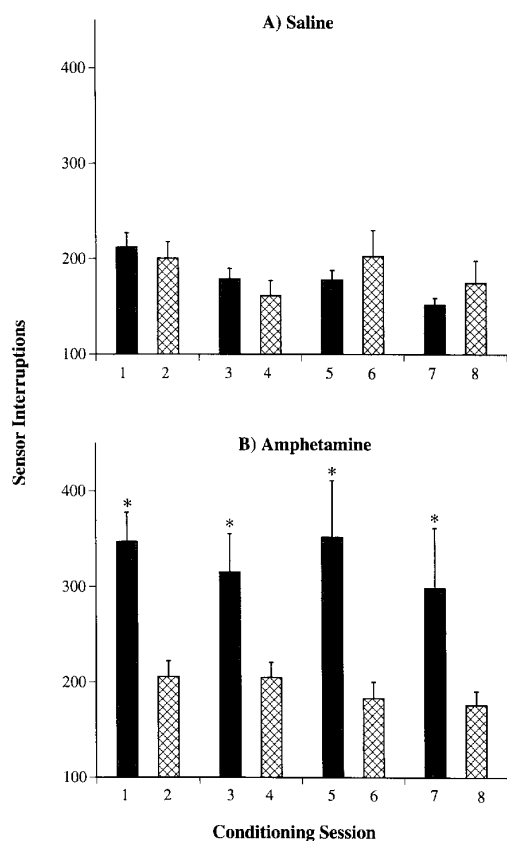 A) Saline
400
300
200
100
1 2 3 4 5 6 7 8
Sensor Interruptions
B) Amphetamine
400
300
200
100
* * * *
1 2 3 4 5 6 7 8
Conditioning Session